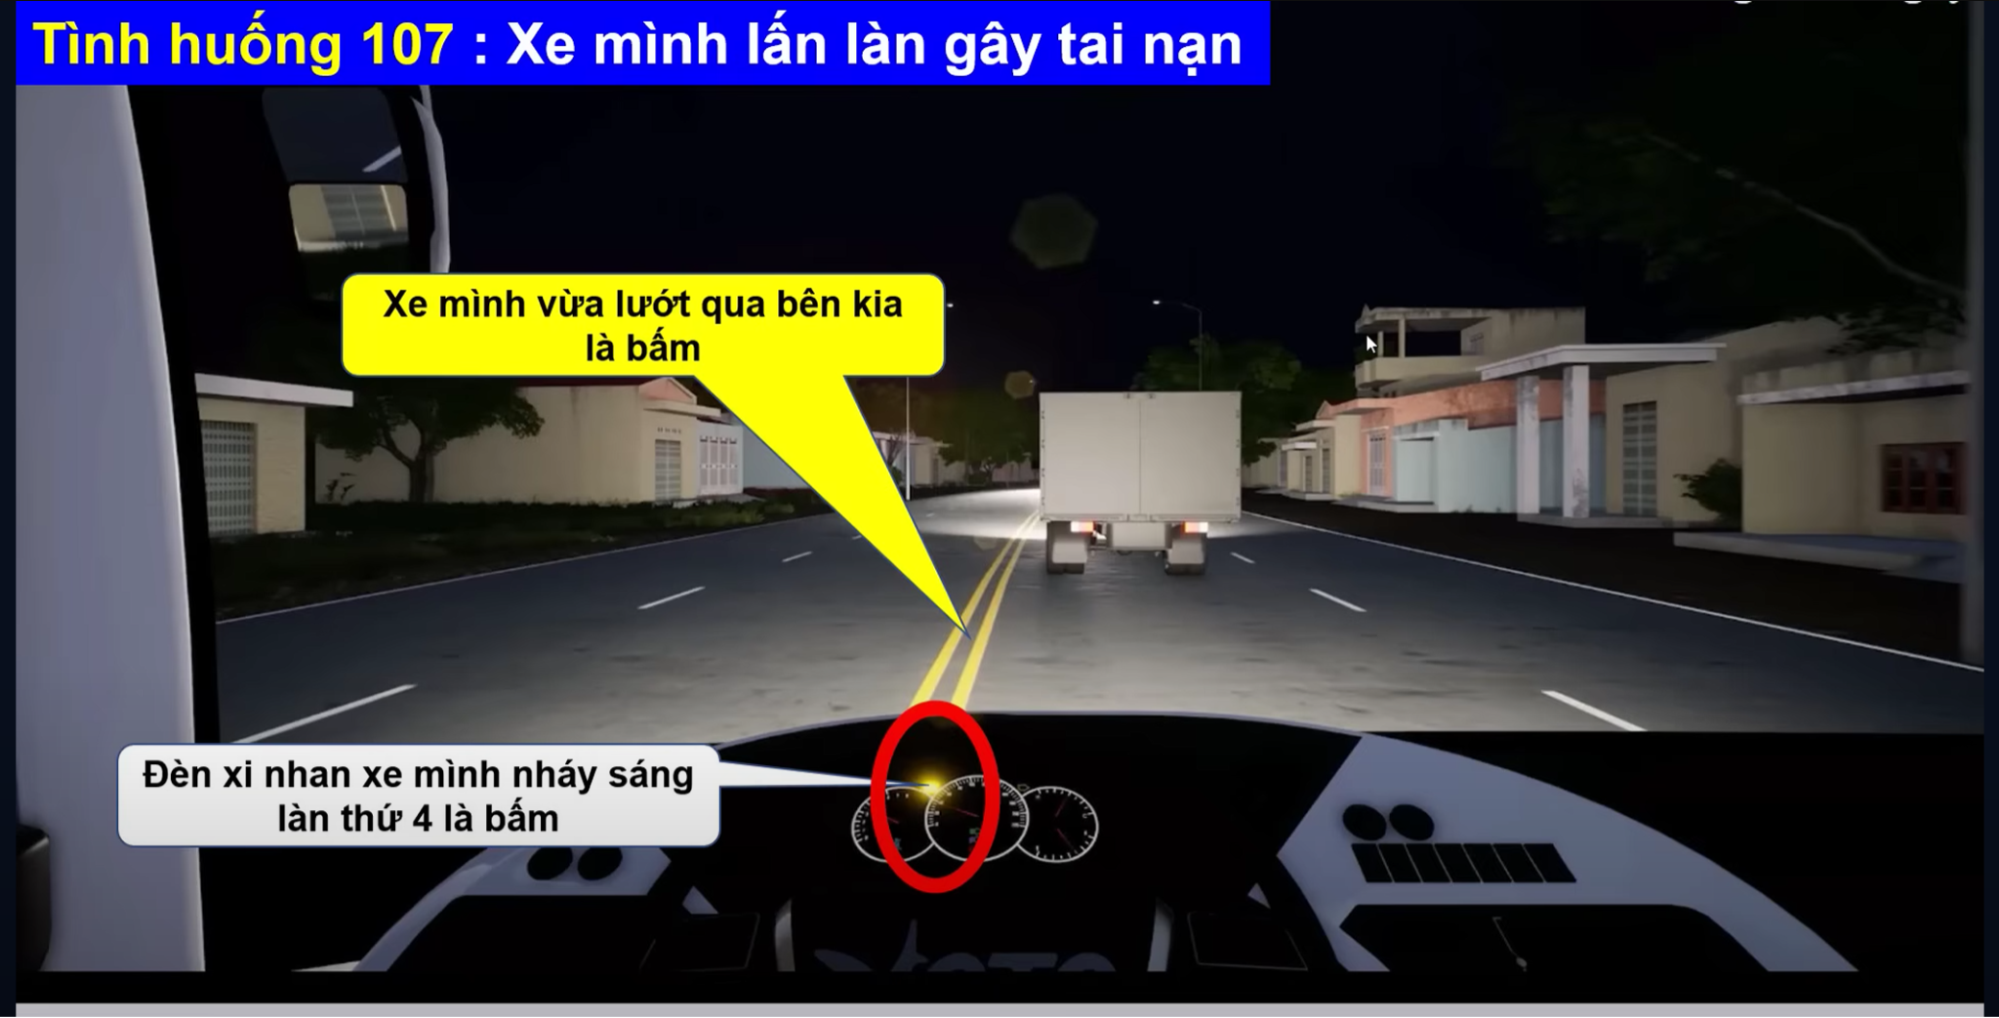 Tình huống 107 : Xe mình lấn làn gây tai nạn
Xe mình vừa lướt qua bên kia
là bấm
Đèn xi nhan xe mình nháy sáng
làn thứ 4 là bấm